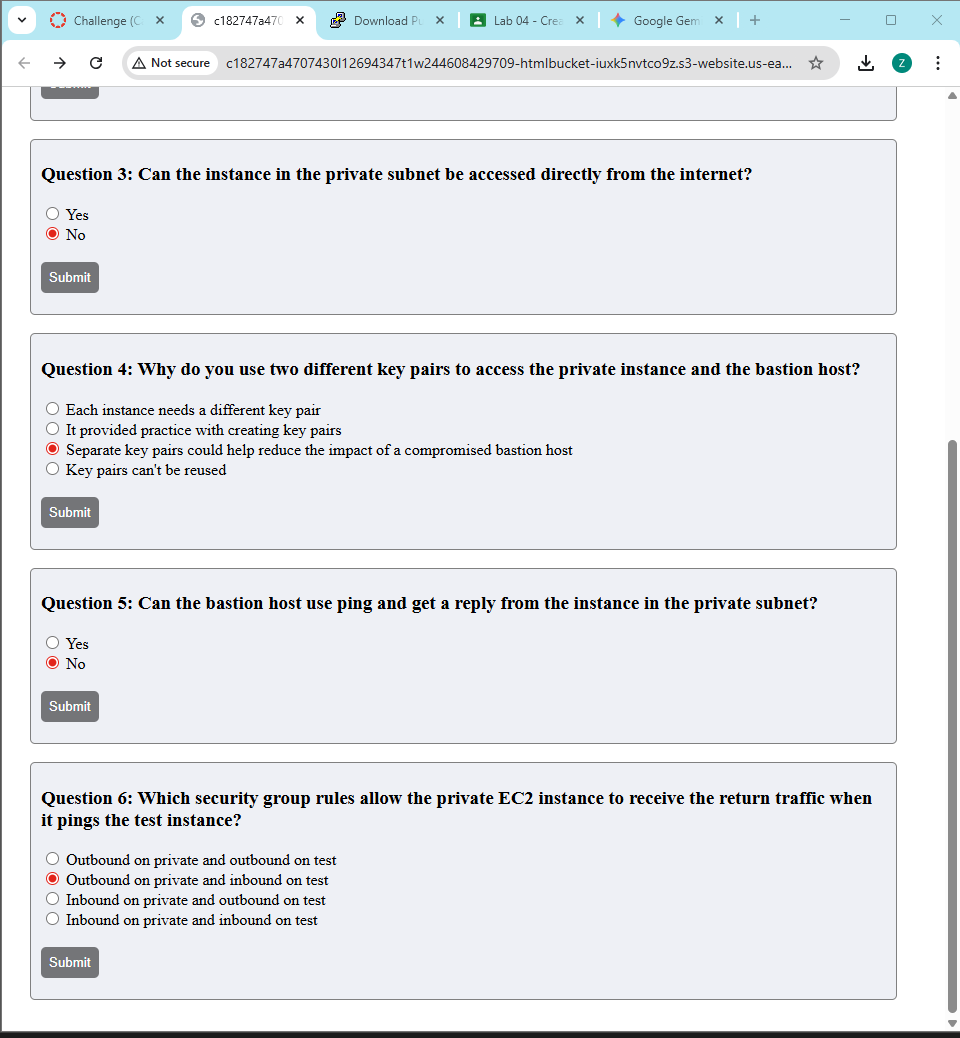 Challenge (C
c182747a470
Download Pu
Lab 04 - Crea
Google Gem
Not secure
c182747a4707430l12694347t1w244608429709-htmlbucket-iuxk5nvtco9z.s3-website.us-ea...
Z
Submit
Question 3: Can the instance in the private subnet be accessed directly from the internet?
Yes
No
Submit
Question 4: Why do you use two different key pairs to access the private instance and the bastion host?
Each instance needs a different key pair
It provided practice with creating key pairs
Separate key pairs could help reduce the impact of a compromised bastion host
Key pairs can't be reused
Submit
Question 5: Can the bastion host use ping and get a reply from the instance in the private subnet?
Yes
No
Submit
Question 6: Which security group rules allow the private EC2 instance to receive the return traffic when
it pings the test instance?
Outbound on private and outbound on test
Outbound on private and inbound on test
Inbound on private and outbound on test
Inbound on private and inbound on test
Submit